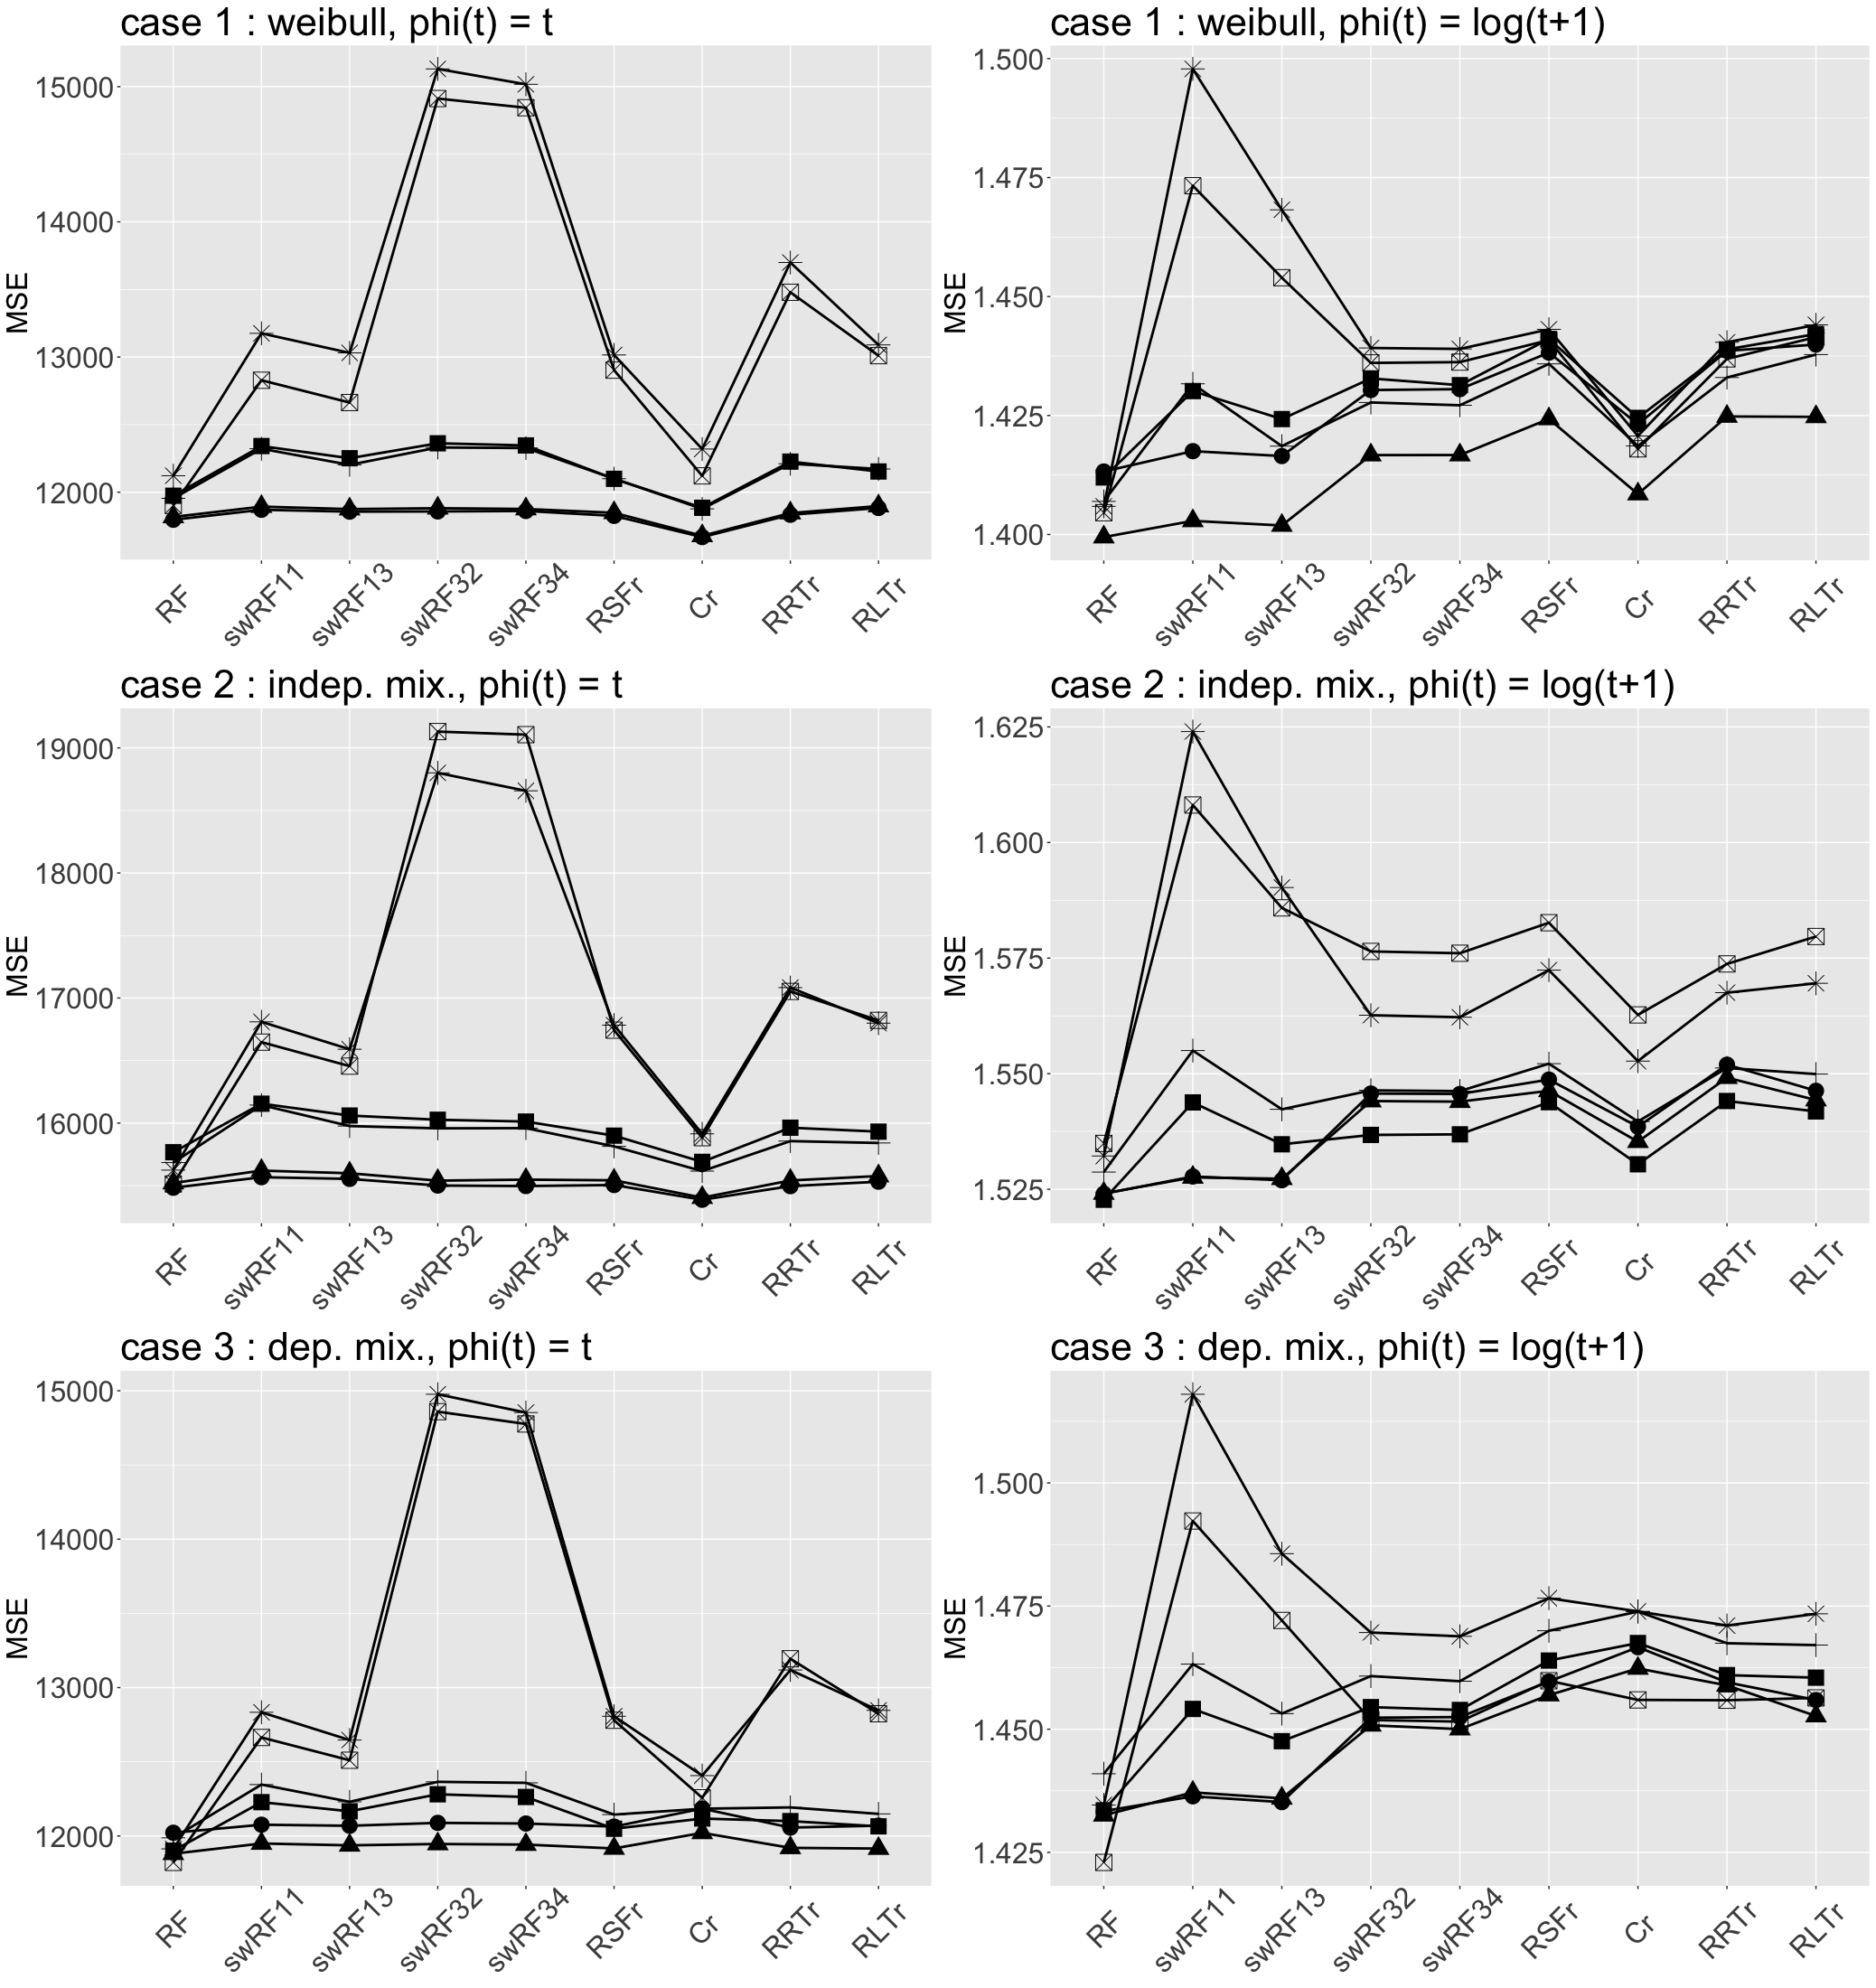 case 1 : weibull, phi(t) = t
15000
14000
13000
12000
MSE
RF
swRF11
swRF13
swRF32
swRF34
RSFr
Cr
RRTr
RLTr
case 1 : weibull, phi(t) = log(t+1)
1.500
1.475
1.450
1.425
1.400
MSE
RF
swRF11
swRF13
swRF32
swRF34
RSFr
Cr
RRTr
RLTr
case 2 : indep. mix., phi(t) = t
19000
18000
17000
16000
MSE
RF
swRF11
swRF13
swRF32
swRF34
RSFr
Cr
RRTr
RLTr
case 2 : indep. mix., phi(t) = log(t+1)
1.625
1.600
1.575
1.550
1.525
MSE
RF
swRF11
swRF13
swRF32
swRF34
RSFr
Cr
RRTr
RLTr
case 3 : dep. mix., phi(t) = t
15000
14000
13000
12000
MSE
RF
swRF11
swRF13
swRF32
swRF34
RSFr
Cr
RRTr
RLTr
case 3 : dep. mix., phi(t) = log(t+1)
1.500
1.475
1.450
1.425
MSE
RF
swRF11
swRF13
swRF32
swRF34
RSFr
Cr
RRTr
RLTr